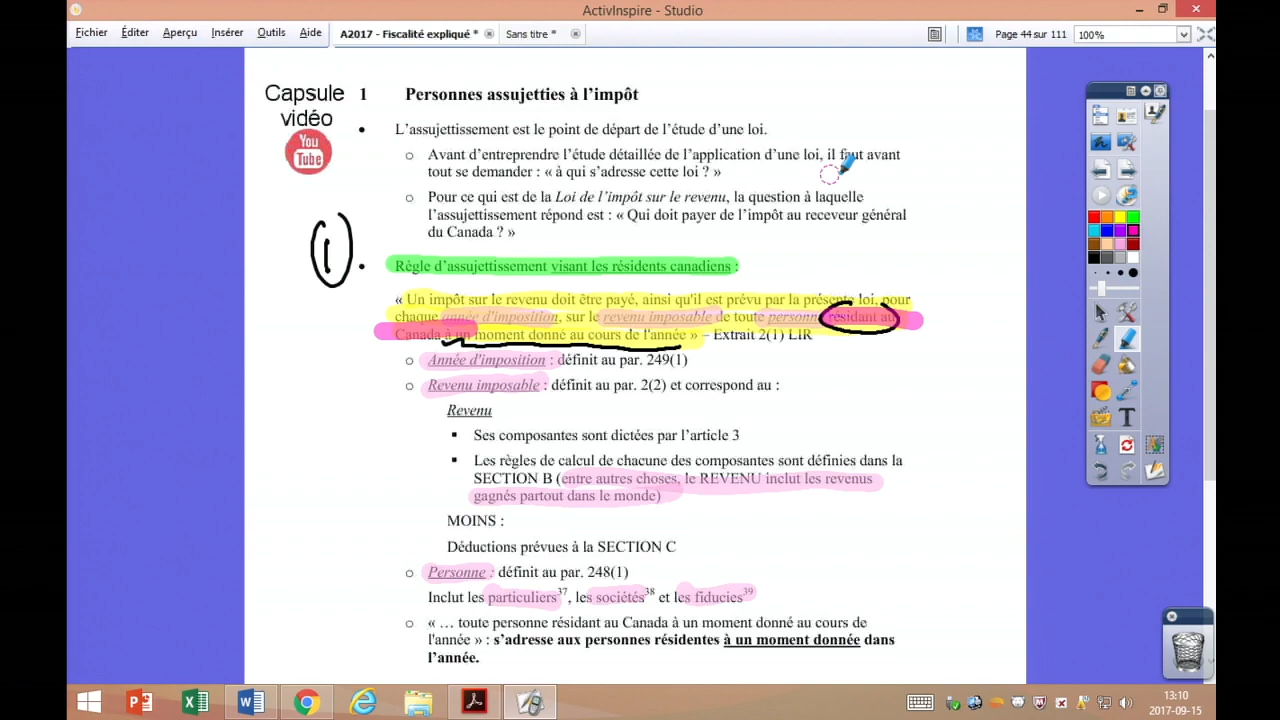 ActivInspire - Studio
Fichier Éditer Aperçu Insérer Outils Aide A2017 - Fiscalité expliqué * Sans titre * Page 44 sur 111 100%
Capsule vidéo
You Tube
1 Personnes assujetties à l'impôt
• L'assujettissement est le point de départ de l'étude d'une loi.
o Avant d'entreprendre l'étude détaillée de l'application d'une loi, il faut avant
tout se demander : « à qui s'adresse cette loi ? »
o Pour ce qui est de la Loi de l'impôt sur le revenu, la question à laquelle
l'assujettissement répond est : « Qui doit payer de l'impôt au receveur général
du Canada ? »
1
• Règle d'assujettissement visant les résidents canadiens :
« Un impôt sur le revenu doit être payé, ainsi qu'il est prévu par la présente loi, pour
chaque année d'imposition, sur le revenu imposable de toute personne résidant au
Canada à un moment donné au cours de l'année » – Extrait 2(1) LIR
o Année d'imposition : définit au par. 249(1)
o Revenu imposable : définit au par. 2(2) et correspond au :
Revenu
▪ Ses composantes sont dictées par l'article 3
▪ Les règles de calcul de chacune des composantes sont définies dans la
SECTION B (entre autres choses, le REVENU inclut les revenus
gagnés partout dans le monde)
MOINS :
Déductions prévues à la SECTION C
o Personne : définit au par. 248(1)
Inclut les particuliers37, les sociétés38 et les fiducies39
o « … toute personne résidant au Canada à un moment donné au cours de
l'année » : s'adresse aux personnes résidentes à un moment donnée dans
l'année.
13:10
2017-09-15